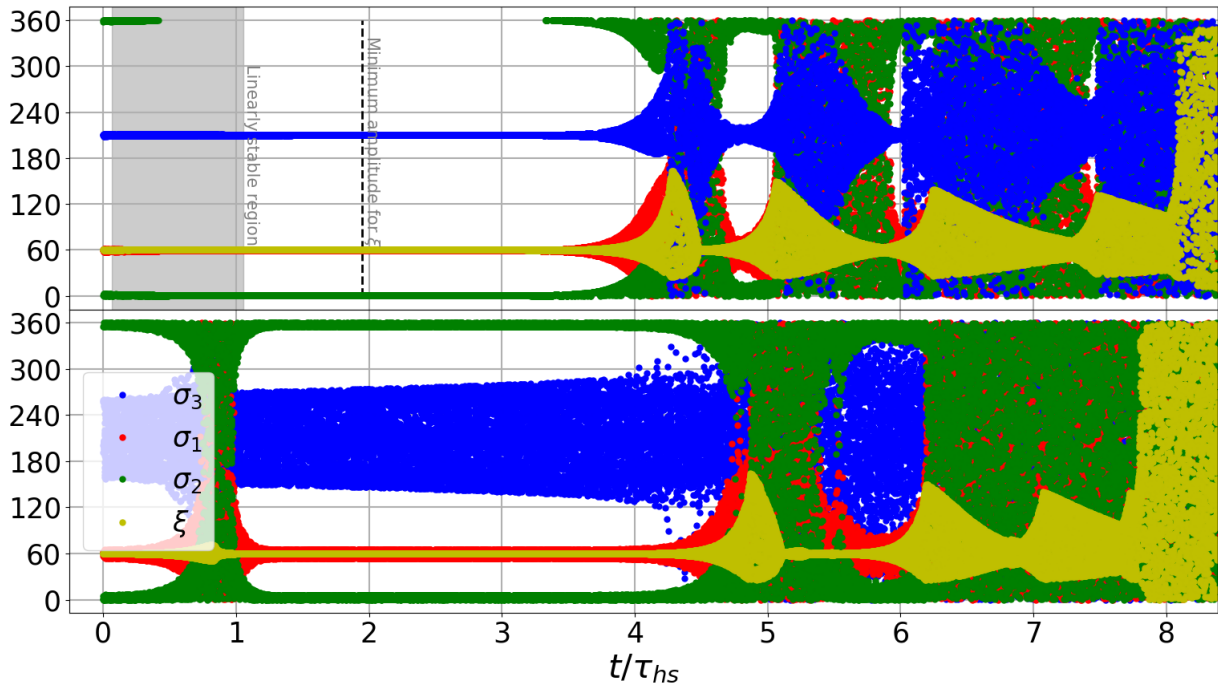 360
300
240
180
120
60
0
Linearly stable region
Minimum amplitude for ξ
360
300
240
180
120
60
0
σ₃
σ₁
σ₂
ξ
0 1 2 3 4 5 6 7 8
t/τ_hs